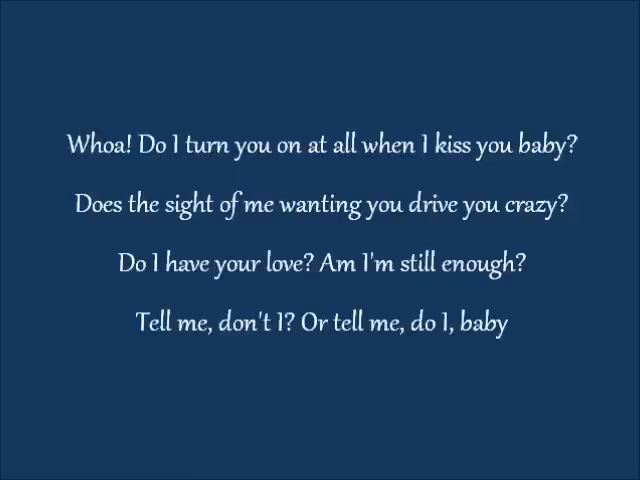 Whoa! Do I turn you on at all when I kiss you baby?
Does the sight of me wanting you drive you crazy?
Do I have your love? Am I'm still enough?
Tell me, don't I? Or tell me, do I, baby